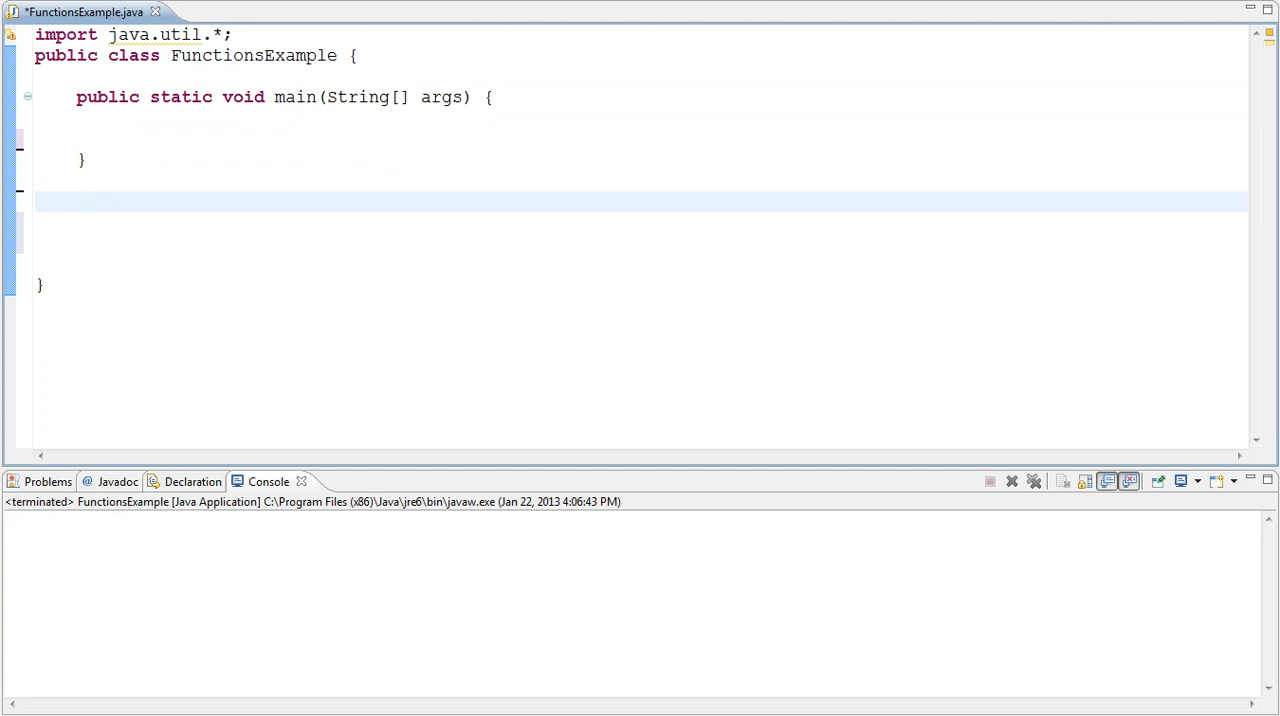 *FunctionsExample.java
import java.util.*;
public class FunctionsExample {
public static void main(String[] args) {
}
}
Problems @ Javadoc Declaration Console
<terminated> FunctionsExample [Java Application] C:\Program Files (x86)\Java\jre6\bin\javaw.exe (Jan 22, 2013 4:06:43 PM)